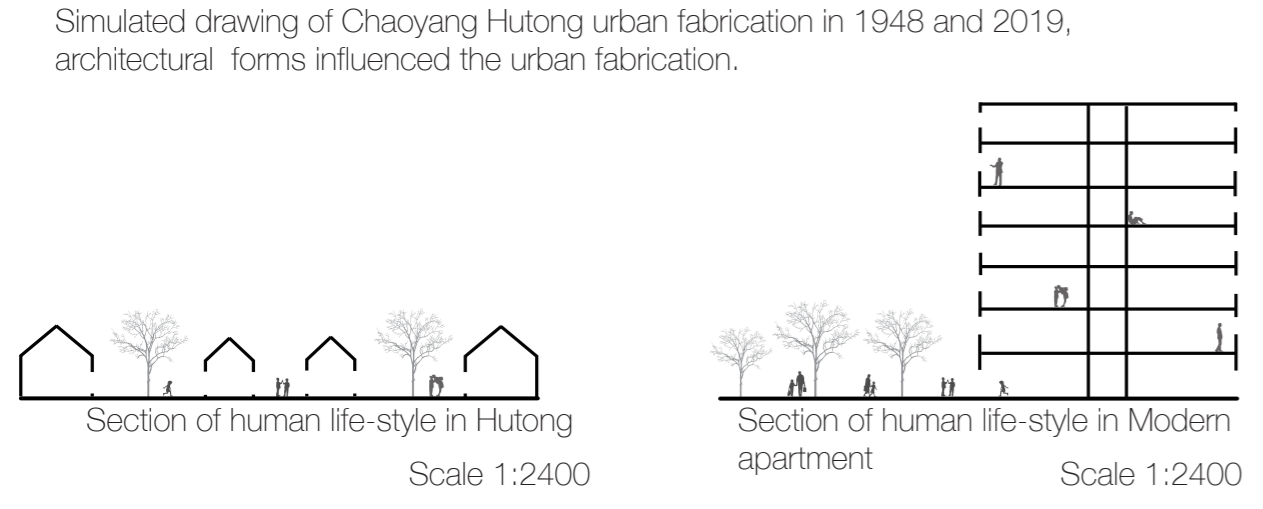 Simulated drawing of Chaoyang Hutong urban fabrication in 1948 and 2019,
architectural  forms influenced the urban fabrication.
Section of human life-style in Hutong
Scale 1:2400
Section of human life-style in Modern
apartment
Scale 1:2400